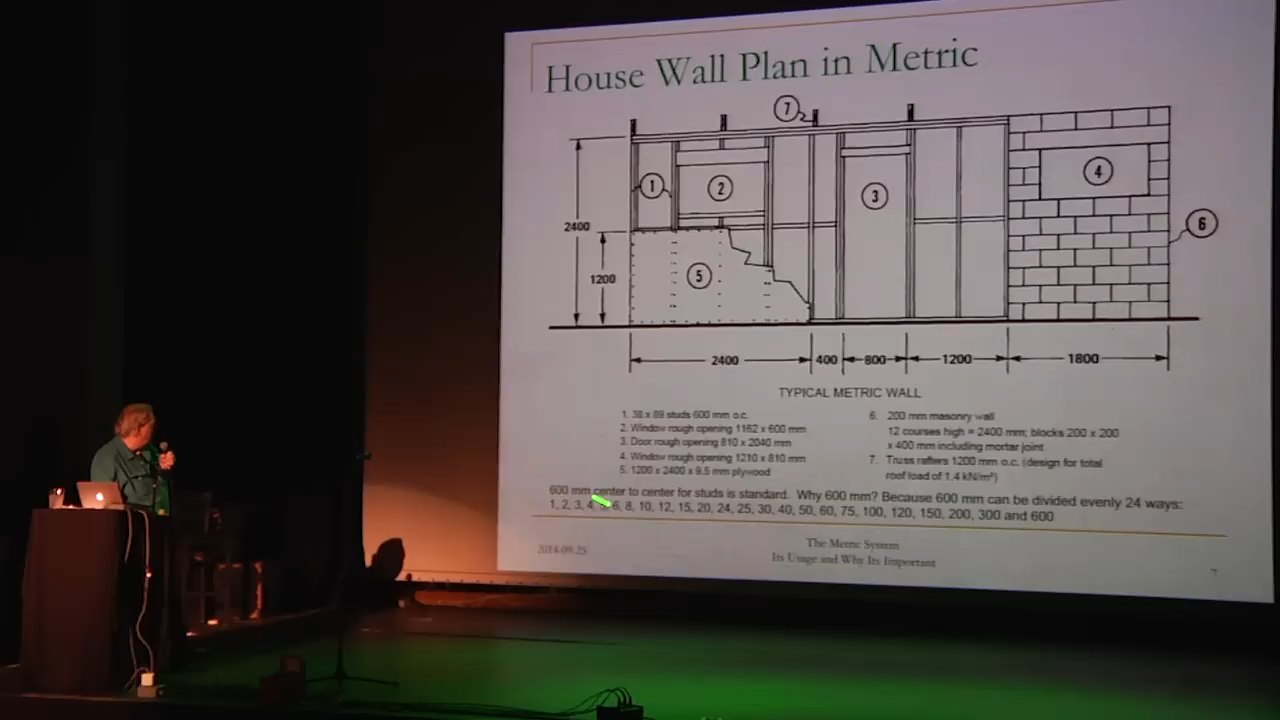 House Wall Plan in Metric
7
1
2
3
4
5
6
2400
1200
2400
400
800
1200
1800
TYPICAL METRIC WALL
1. 38 x 89 studs 600 mm o.c.
2. Window rough opening 1162 x 600 mm
3. Door rough opening 810 x 2040 mm
4. Window rough opening 1210 x 810 mm
5. 1200 x 2400 x 9.5 mm plywood
6. 200 mm masonry wall
12 courses high = 2400 mm; blocks 200 x 200
x 400 mm including mortar joint
7. Truss rafters 1200 mm o.c. (design for total
roof load of 1.4 kN/m²)
600 mm center to center for studs is standard. Why 600 mm? Because 600 mm can be divided evenly 24 ways:
1, 2, 3, 4, 5, 6, 8, 10, 12, 15, 20, 24, 25, 30, 40, 50, 60, 75, 100, 120, 150, 200, 300 and 600
2014-09-25
The Metric System
Its Usage and Why Its Important
7